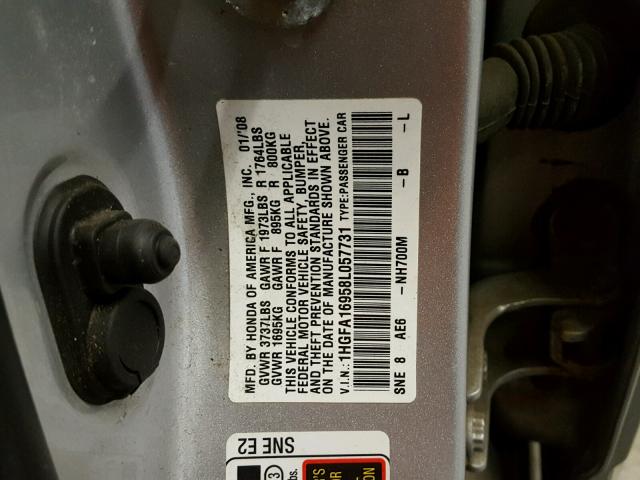 MFD. BY HONDA OF AMERICA MFG., INC. 01/'08
GVWR 3737LBS GAWR F 1973LBS R 1764LBS
GVWR 1695KG GAWR F 895KG R 800KG
THIS VEHICLE CONFORMS TO ALL APPLICABLE
FEDERAL MOTOR VEHICLE SAFETY, BUMPER,
AND THEFT PREVENTION STANDARDS IN EFFECT
ON THE DATE OF MANUFACTURE SHOWN ABOVE.
V.I.N.: 1HGFA16958L057731 TYPE:PASSENGER CAR
SNE 8 AE6 -NH700M -B -L
SNE E2
3
bs.